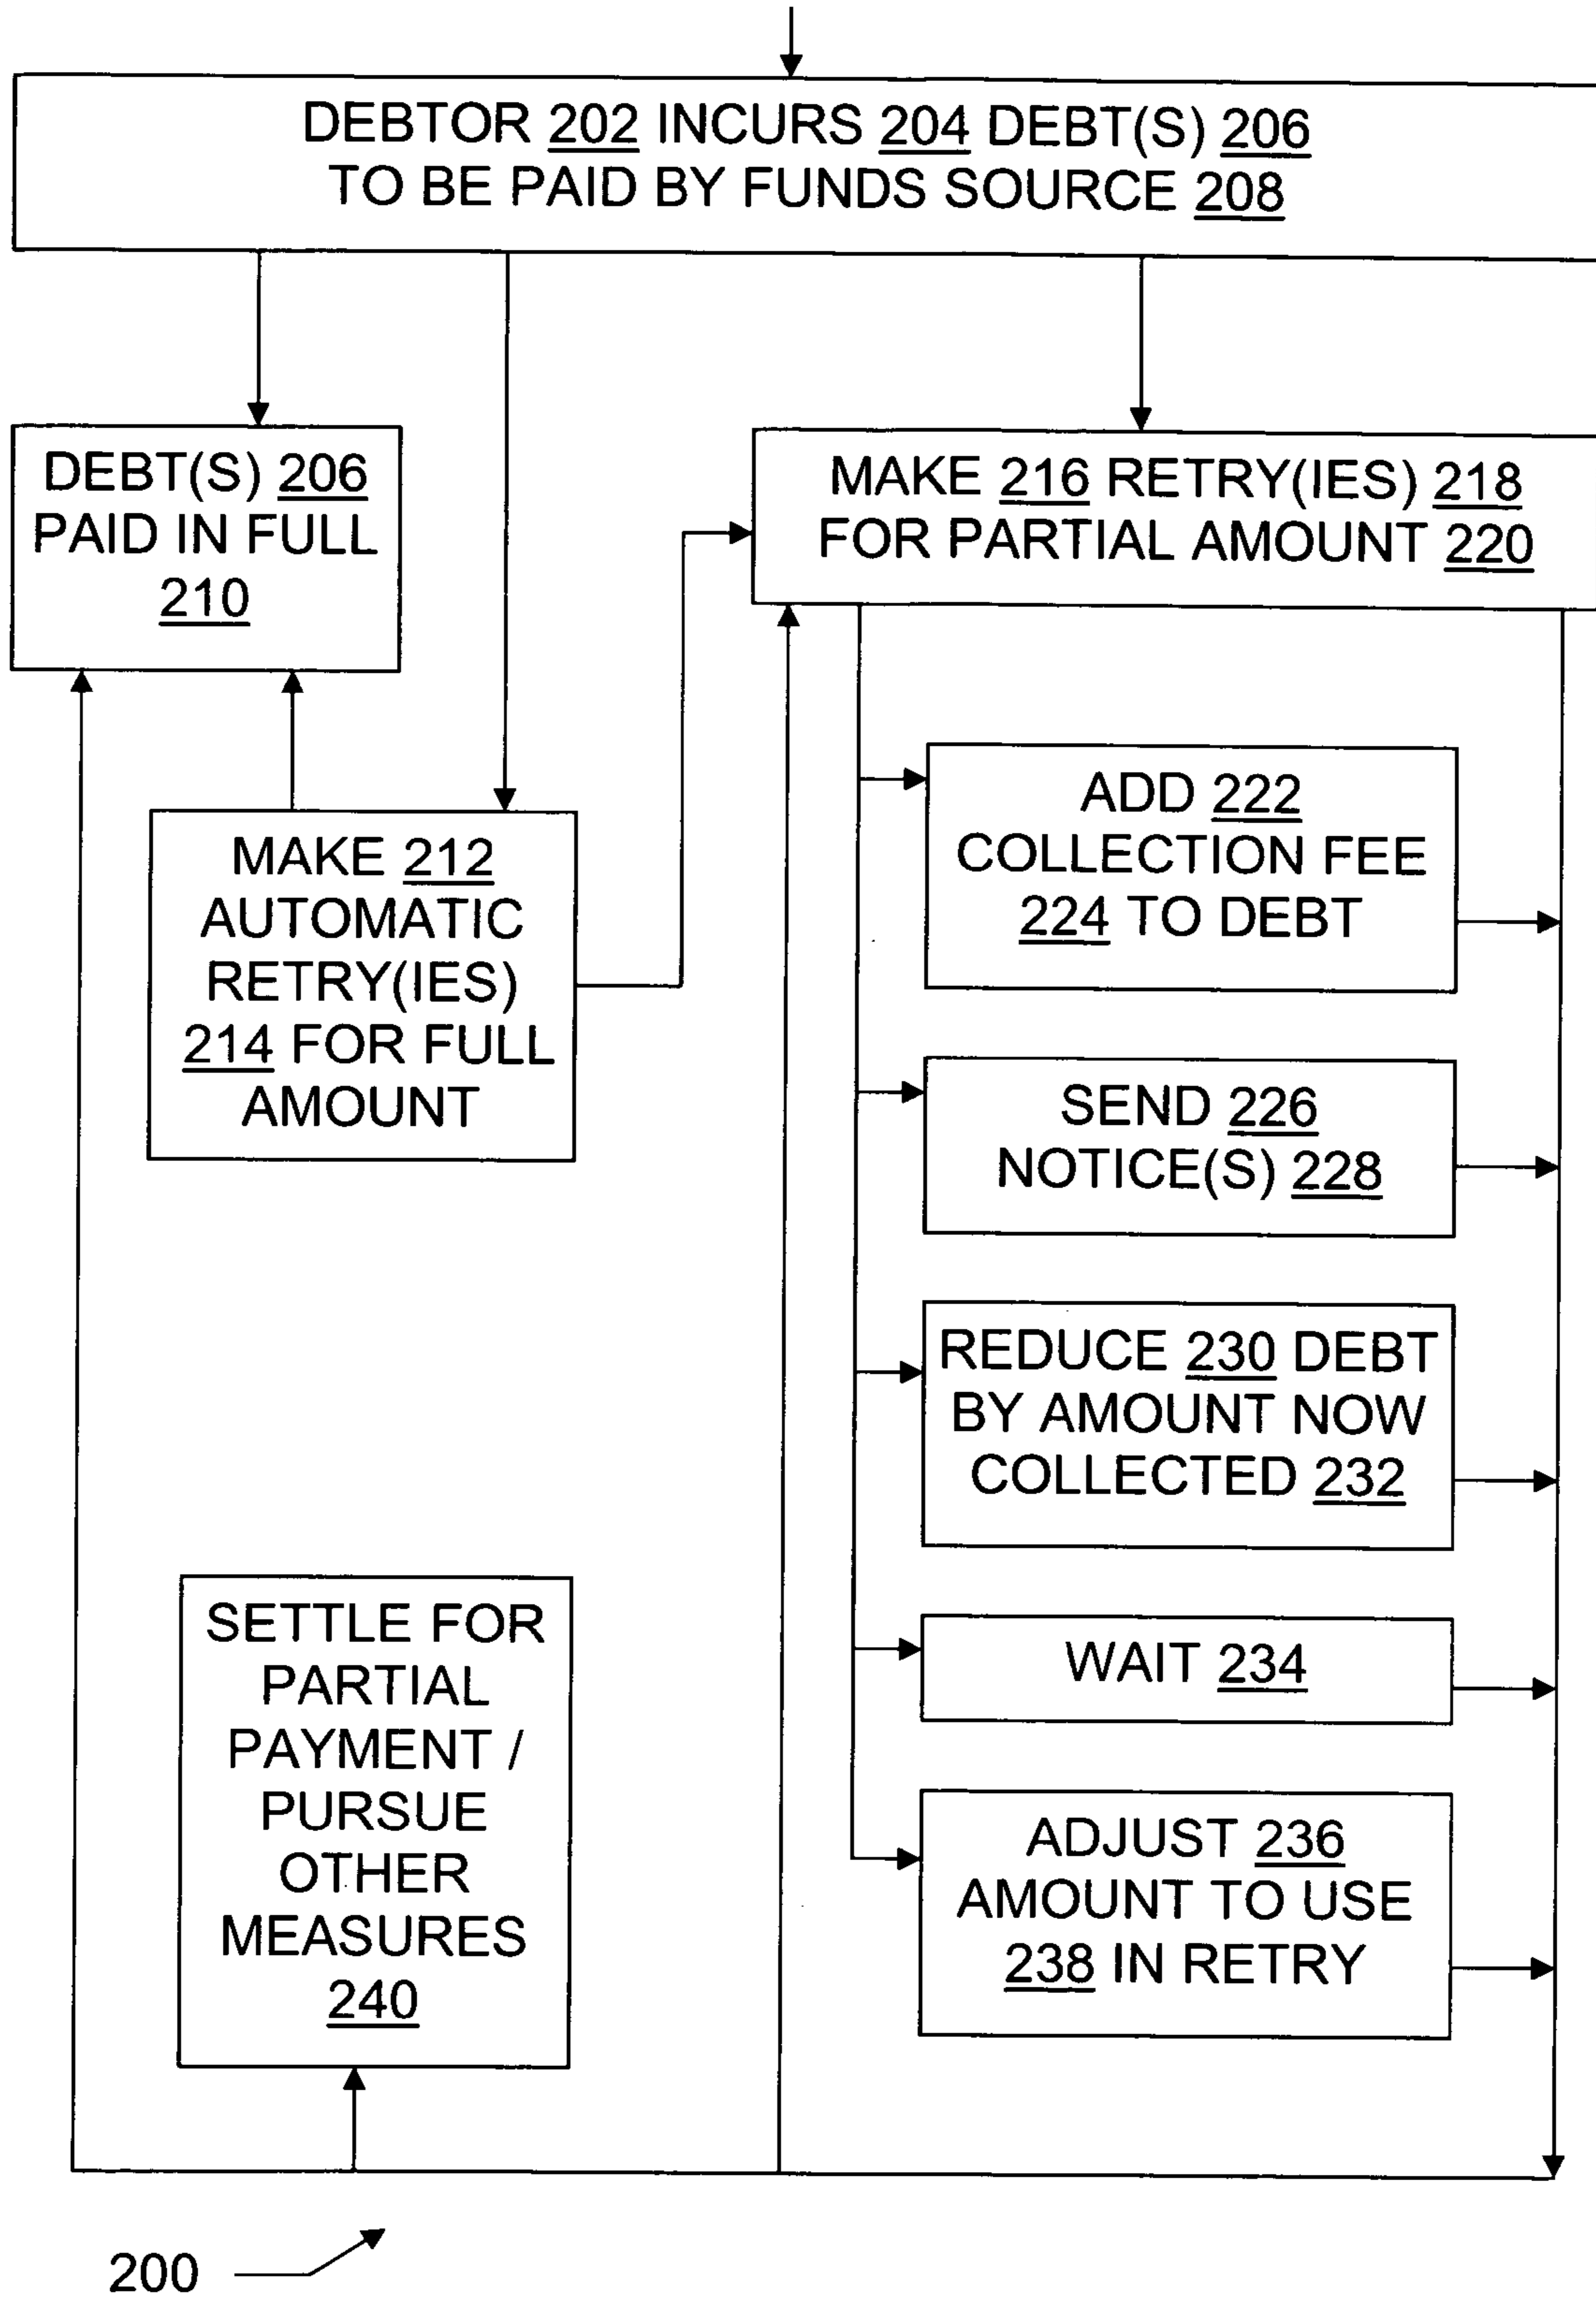 DEBTOR 202 INCURS 204 DEBT(S) 206
TO BE PAID BY FUNDS SOURCE 208
DEBT(S) 206
PAID IN FULL
210
MAKE 216 RETRY(IES) 218
FOR PARTIAL AMOUNT 220
MAKE 212
AUTOMATIC
RETRY(IES)
214 FOR FULL
AMOUNT
ADD 222
COLLECTION FEE
224 TO DEBT
SEND 226
NOTICE(S) 228
REDUCE 230 DEBT
BY AMOUNT NOW
COLLECTED 232
WAIT 234
ADJUST 236
AMOUNT TO USE
238 IN RETRY
SETTLE FOR
PARTIAL
PAYMENT /
PURSUE
OTHER
MEASURES
240
200